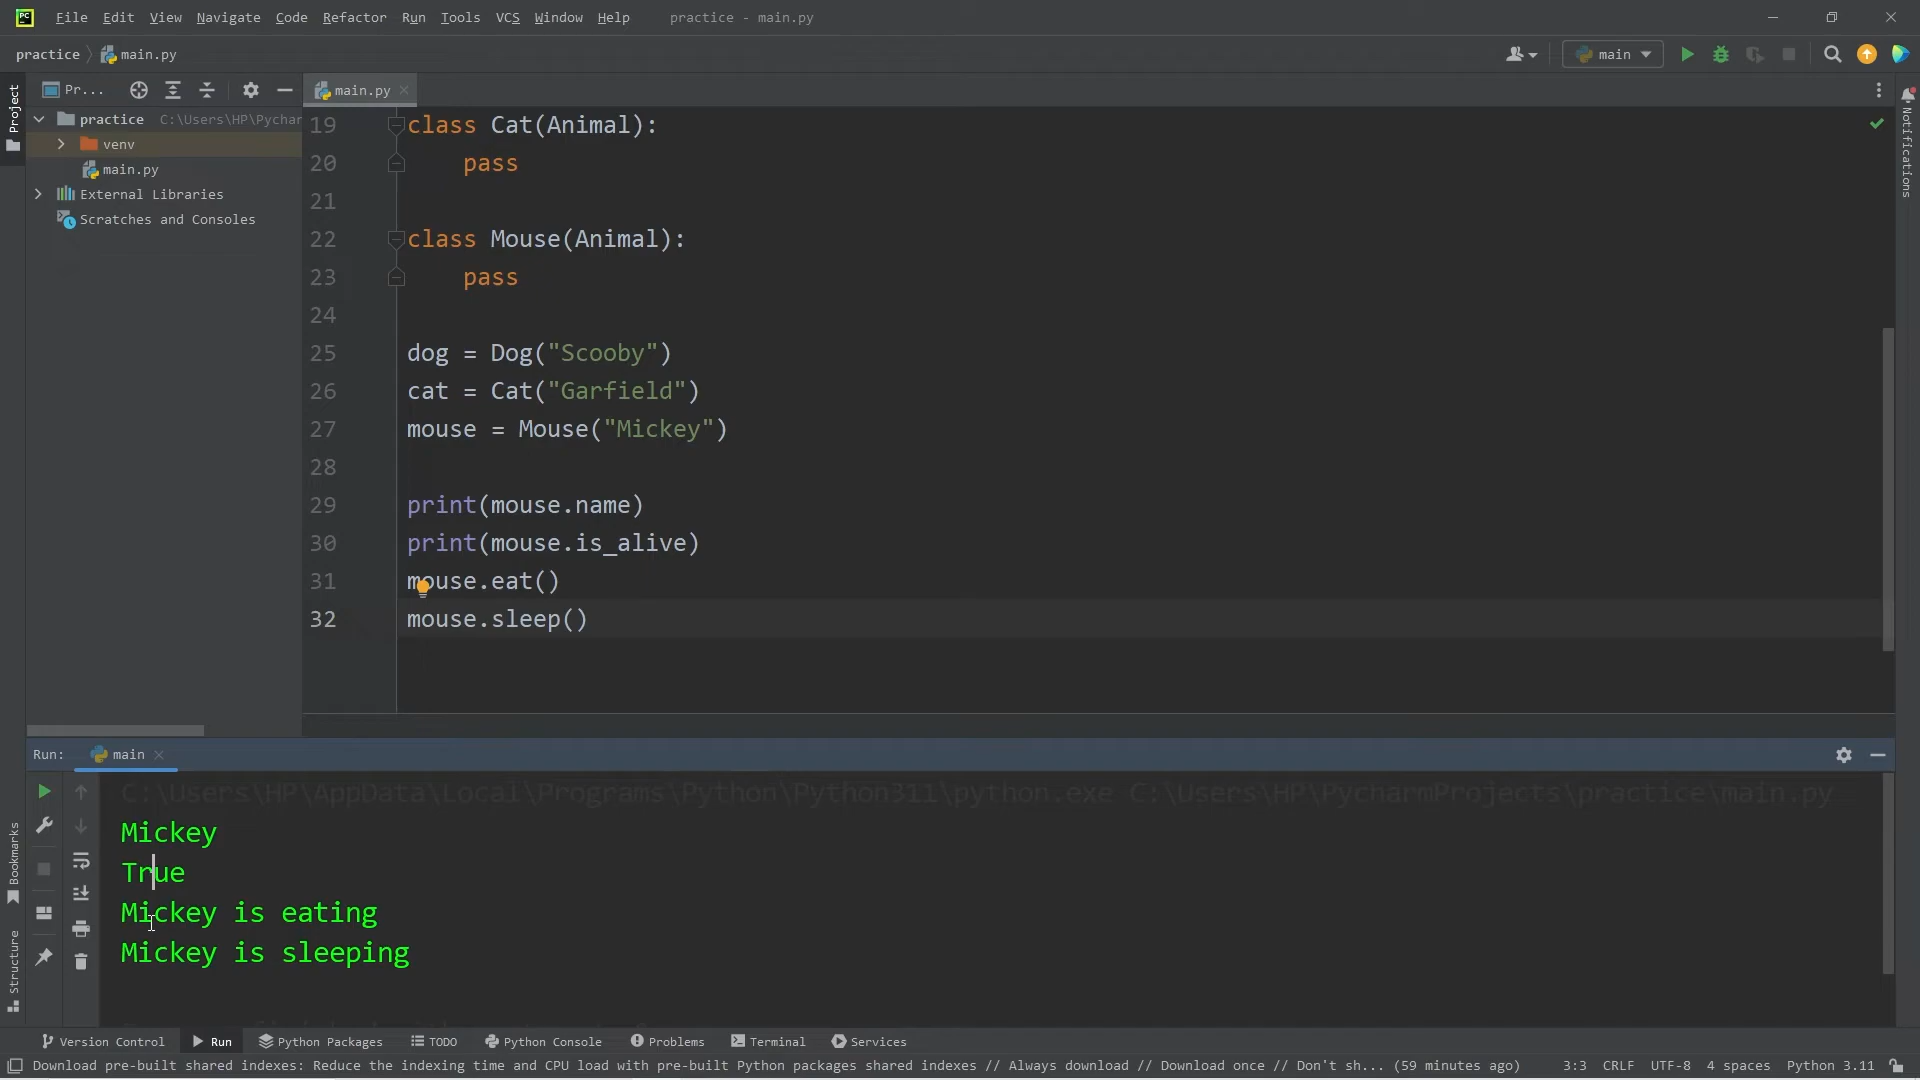 File Edit View Navigate Code Refactor Run Tools VCS Window Help practice - main.py
practice main.py
main
Project
Pr...
main.py
practice C:\Users\HP\Pychar
venv
main.py
External Libraries
Scratches and Consoles
Notifications
19 class Cat(Animal):
20 pass
21
22 class Mouse(Animal):
23 pass
24
25 dog = Dog("Scooby")
26 cat = Cat("Garfield")
27 mouse = Mouse("Mickey")
28
29 print(mouse.name)
30 print(mouse.is_alive)
31 mouse.eat()
32 mouse.sleep()
Run: main
C:\Users\HP\AppData\Local\Programs\Python\Python311\python.exe C:\Users\HP\PycharmProjects\practice\main.py
Mickey
True
Mickey is eating
Mickey is sleeping
Bookmarks
Structure
Version Control Run Python Packages TODO Python Console Problems Terminal Services
Download pre-built shared indexes: Reduce the indexing time and CPU load with pre-built Python packages shared indexes // Always download // Download once // Don't sh... (59 minutes ago) 3:3 CRLF UTF-8 4 spaces Python 3.11